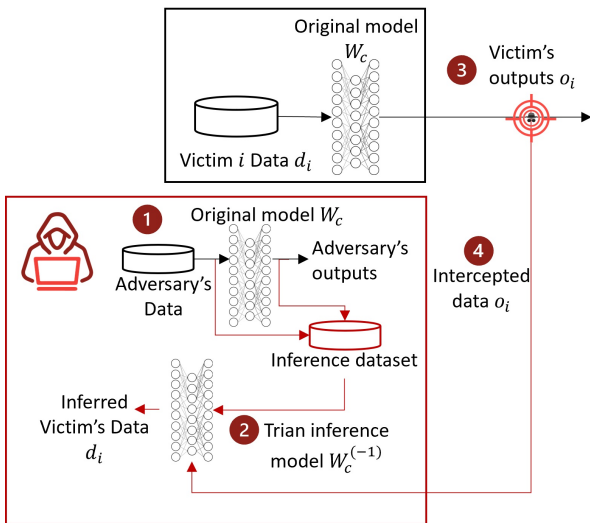 Original model
W_c
3
Victim's
outputs o_i
Victim i Data d_i
1
Original model W_c
Adversary's
outputs
Adversary's
Data
4
Intercepted
data o_i
Inference dataset
Inferred
Victim's Data
d_i
2
Trian inference
model W_c^(-1)